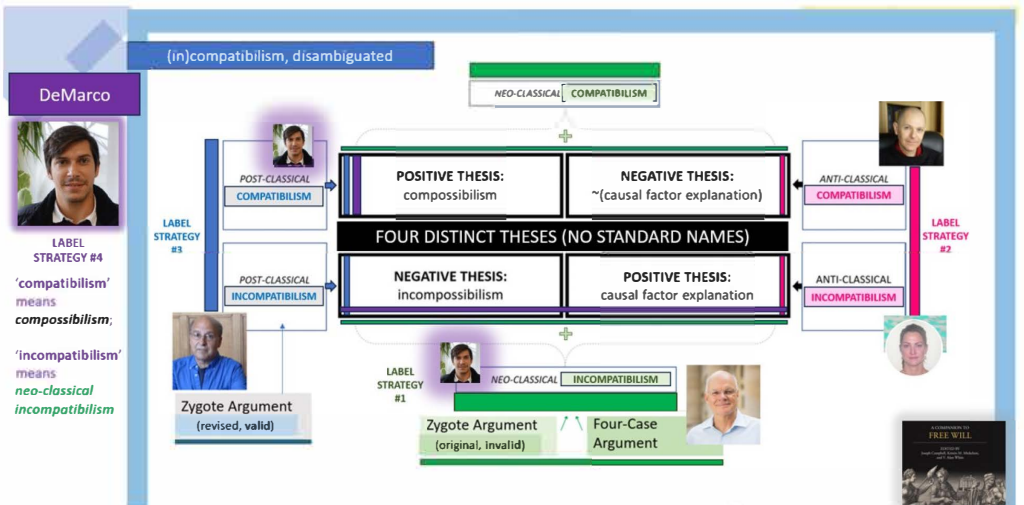 (in)compatibilism, disambiguated
DeMarco
NEO-CLASSICAL [ COMPATIBILISM ]
+
POST-CLASSICAL
COMPATIBILISM
POSITIVE THESIS:
compossibilism
NEGATIVE THESIS:
~(causal factor explanation)
ANTI-CLASSICAL
COMPATIBILISM
LABEL
STRATEGY
#3
FOUR DISTINCT THESES (NO STANDARD NAMES)
LABEL
STRATEGY
#2
LABEL
STRATEGY #4
'compatibilism'
means
compossibilism;
'incompatibilism'
means
neo-classical
incompatibilism
POST-CLASSICAL
INCOMPATIBILISM
NEGATIVE THESIS:
incompossibilism
POSITIVE THESIS:
causal factor explanation
ANTI-CLASSICAL
INCOMPATIBILISM
+
LABEL
STRATEGY
#1
NEO-CLASSICAL INCOMPATIBILISM
Zygote Argument
(revised, valid)
Zygote Argument
(original, invalid)
Four-Case
Argument
A COMPANION TO
FREE WILL
EDITED BY